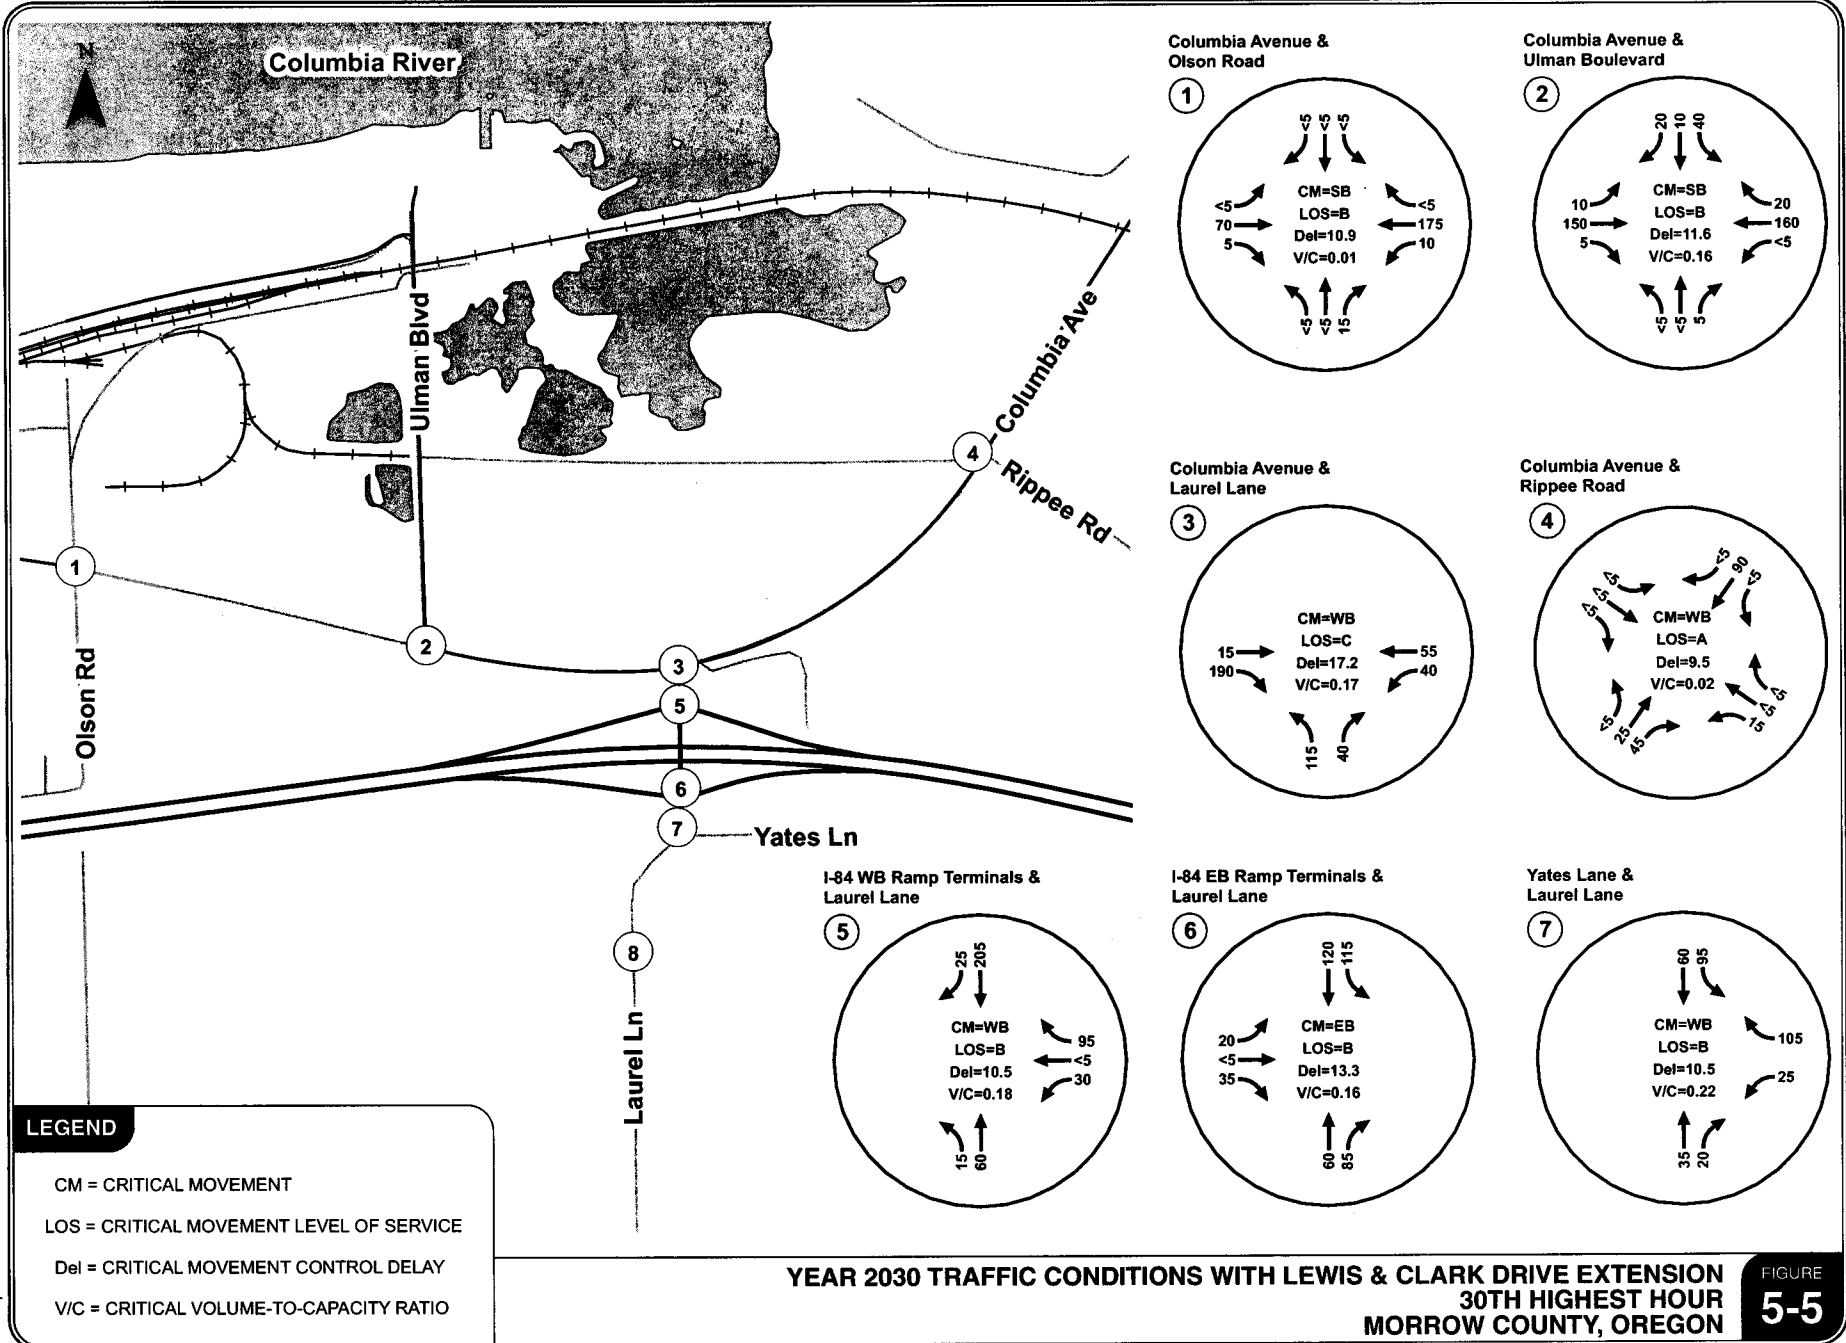 N
Columbia River
Ulman Blvd
Columbia Ave
Rippee Rd
Olson Rd
Yates Ln
Laurel Ln
1
2
3
4
5
6
7
8
Columbia Avenue &
Olson Road
1
<5 <5 <5
CM=SB
LOS=B
Del=10.9
V/C=0.01
<5
70
5
<5
175
10
<5 <5 15
Columbia Avenue &
Ulman Boulevard
2
20 10 40
CM=SB
LOS=B
Del=11.6
V/C=0.16
10
150
5
20
160
<5
<5 <5 5
Columbia Avenue &
Laurel Lane
3
CM=WB
LOS=C
Del=17.2
V/C=0.17
15
190
55
40
115 40
Columbia Avenue &
Rippee Road
4
<5 90 <5
<5
<5
<5
CM=WB
LOS=A
Del=9.5
V/C=0.02
<5
<5
15
<5
25
45
I-84 WB Ramp Terminals &
Laurel Lane
5
25 205
CM=WB
LOS=B
Del=10.5
V/C=0.18
95
<5
30
15 60
I-84 EB Ramp Terminals &
Laurel Lane
6
120 115
CM=EB
LOS=B
Del=13.3
V/C=0.16
20
<5
35
60 85
Yates Lane &
Laurel Lane
7
60 95
CM=WB
LOS=B
Del=10.5
V/C=0.22
105
25
35 20
LEGEND
CM = CRITICAL MOVEMENT
LOS = CRITICAL MOVEMENT LEVEL OF SERVICE
Del = CRITICAL MOVEMENT CONTROL DELAY
V/C = CRITICAL VOLUME-TO-CAPACITY RATIO
YEAR 2030 TRAFFIC CONDITIONS WITH LEWIS & CLARK DRIVE EXTENSION
30TH HIGHEST HOUR
MORROW COUNTY, OREGON
FIGURE
5-5